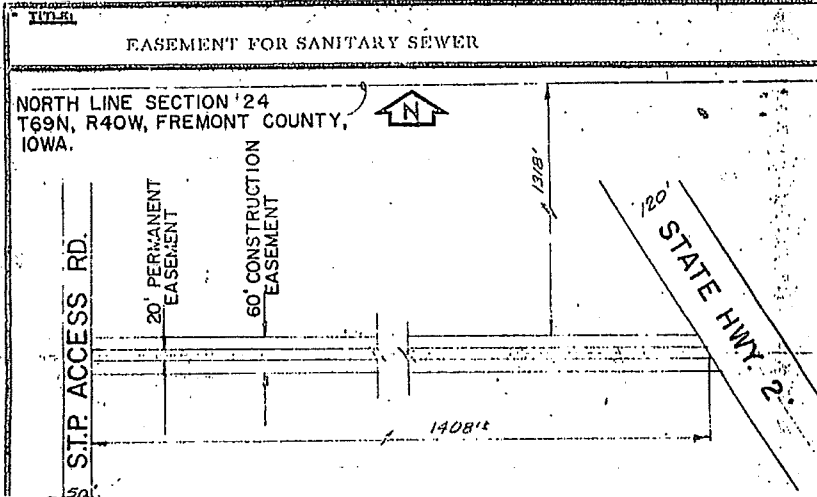 TITLE:
EASEMENT FOR SANITARY SEWER
NORTH LINE SECTION 24
T69N, R40W, FREMONT COUNTY,
IOWA.
N
1318'
120'
STATE HWY. 2
20' PERMANENT
EASEMENT
60' CONSTRUCTION
EASEMENT
S.T.P. ACCESS RD.
1408'±
50'